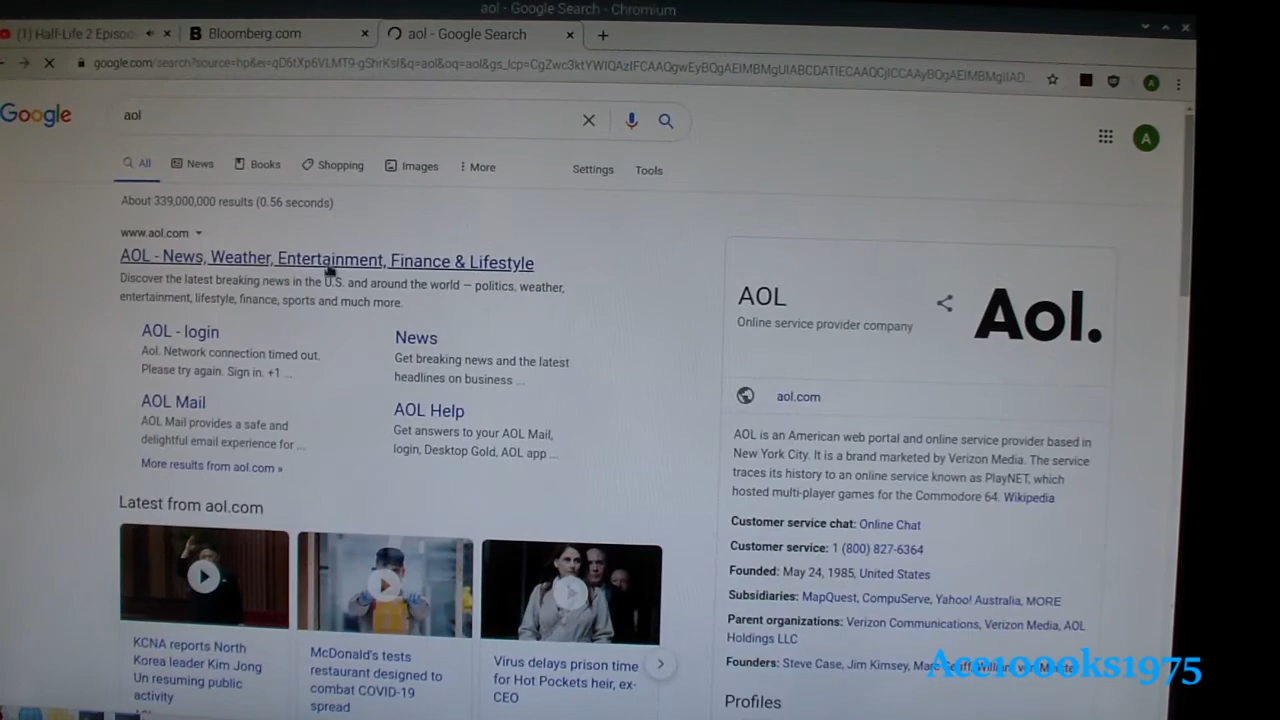 aol - Google Search - Chromium
(1) Half-Life 2 Episod
Bloomberg.com
aol - Google Search
google.com/search?source=hp&ei=
Google
aol
All
News
Books
Shopping
Images
More
Settings
Tools
A
About 339,000,000 results (0.56 seconds)
www.aol.com
AOL - News, Weather, Entertainment, Finance & Lifestyle
Discover the latest breaking news in the U.S. and around the world – politics, weather,
entertainment, lifestyle, finance, sports and much more.
AOL - login
Aol. Network connection timed out.
Please try again. Sign in. +1 ...
News
Get breaking news and the latest
headlines on business ...
AOL Mail
AOL Mail provides a safe and
delightful email experience for ...
AOL Help
Get answers to your AOL Mail,
login, Desktop Gold, AOL app ...
More results from aol.com »
Latest from aol.com
KCNA reports North
Korea leader Kim Jong
Un resuming public
activity
McDonald's tests
restaurant designed to
combat COVID-19
spread
Virus delays prison time
for Hot Pockets heir, ex-
CEO
AOL
Online service provider company
Aol.
aol.com
AOL is an American web portal and online service provider based in
New York City. It is a brand marketed by Verizon Media. The service
traces its history to an online service known as PlayNET, which
hosted multi-player games for the Commodore 64. Wikipedia
Customer service chat: Online Chat
Customer service: 1 (800) 827-6364
Founded: May 24, 1985, United States
Subsidiaries: MapQuest, CompuServe, Yahoo! Australia, MORE
Parent organizations: Verizon Communications, Verizon Media, AOL
Holdings LLC
Founders: Steve Case, Jim Kimsey,
Profiles
Ace100oks1975